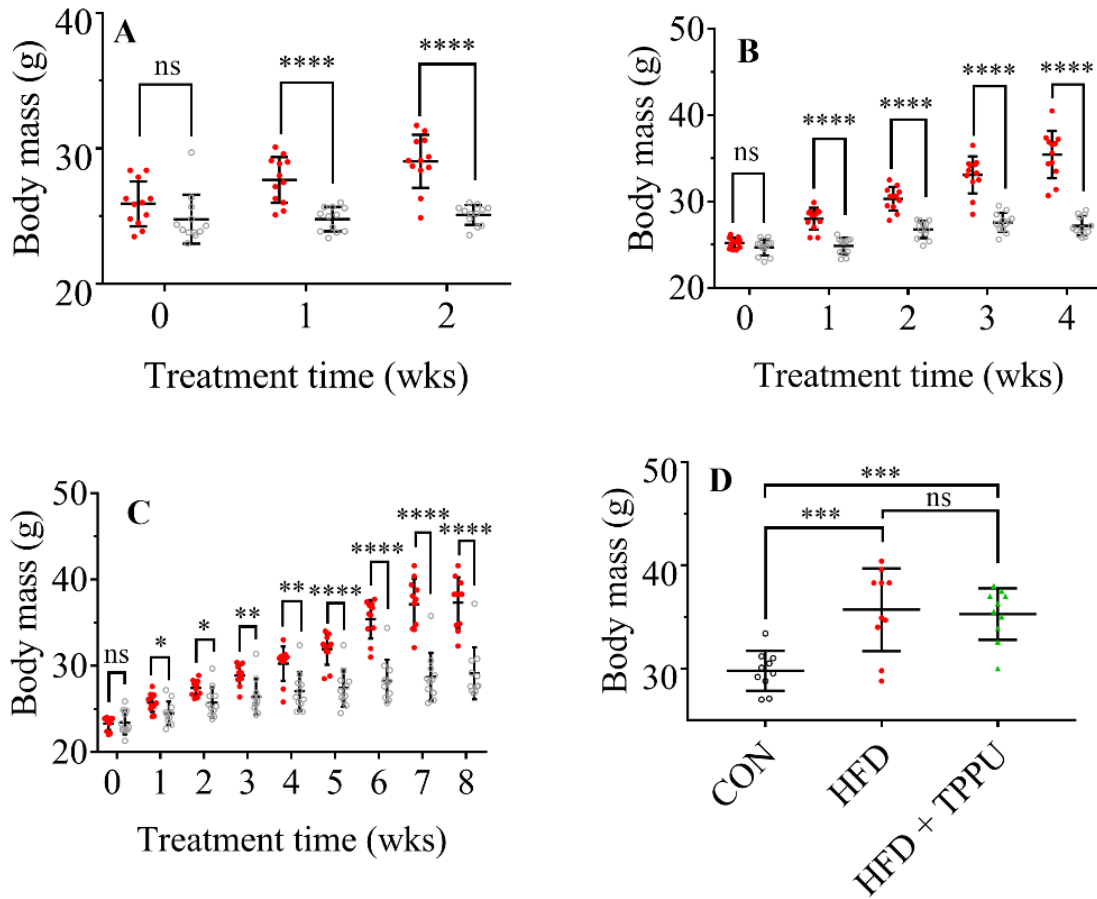 A
Body mass (g)
40
30
20
ns
****
****
0 1 2
Treatment time (wks)
B
Body mass (g)
50
40
30
20
ns
****
****
****
****
0 1 2 3 4
Treatment time (wks)
C
Body mass (g)
50
40
30
20
ns
*
*
**
**
****
****
****
****
0 1 2 3 4 5 6 7 8
Treatment time (wks)
D
Body mass (g)
50
40
30
***
***
ns
CON
HFD
HFD + TPPU